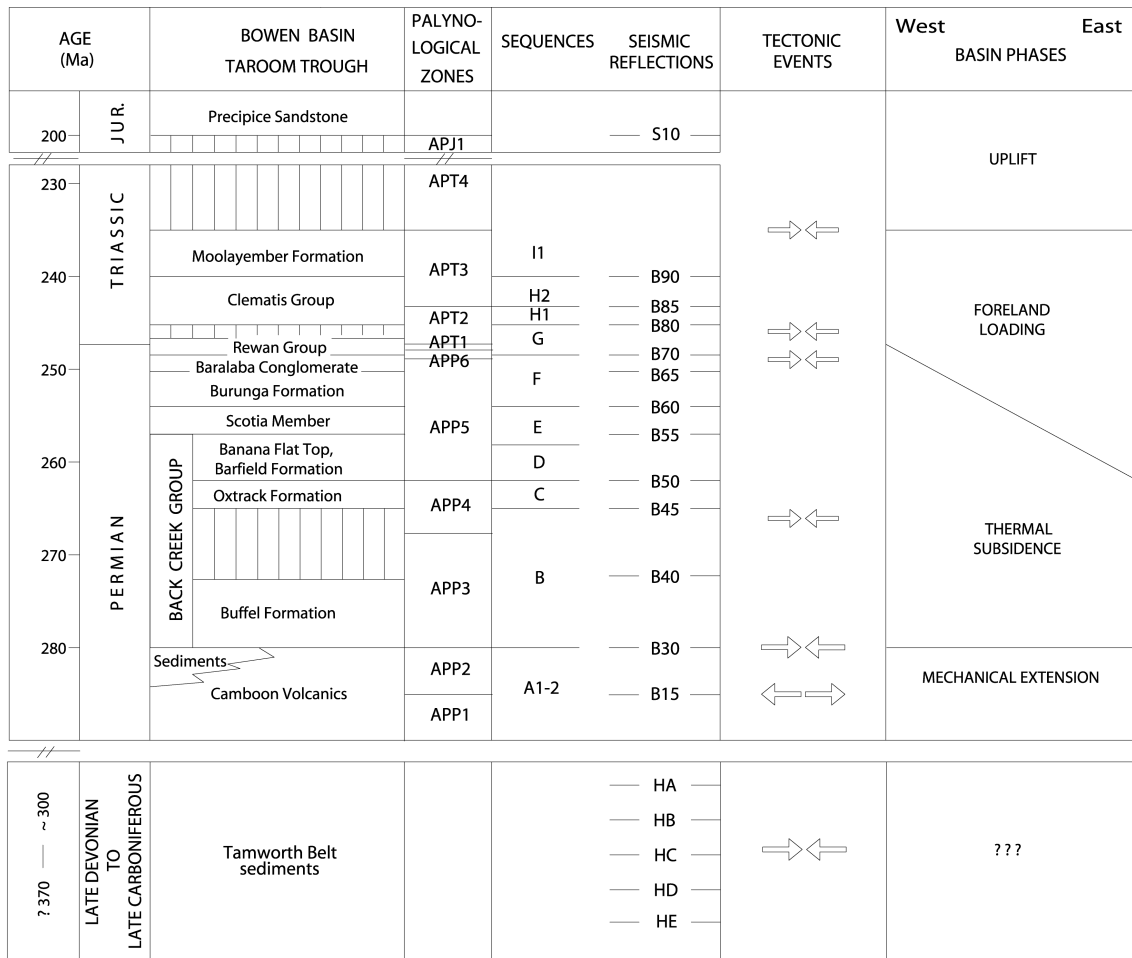 AGE
(Ma)
BOWEN BASIN
TAROOM TROUGH
PALYNO-
LOGICAL
ZONES
SEQUENCES
SEISMIC
REFLECTIONS
TECTONIC
EVENTS
West East
BASIN PHASES
200
JUR.
Precipice Sandstone
APJ1
S10
UPLIFT
230
TRIASSIC
APT4
Moolayember Formation
APT3
I1
240
B90
Clematis Group
H2
B85
FORELAND
LOADING
APT2
H1
B80
G
Rewan Group
APT1
B70
250
Baralaba Conglomerate
APP6
B65
Burunga Formation
F
B60
Scotia Member
APP5
E
B55
PERMIAN
BACK CREEK GROUP
Banana Flat Top,
Barfield Formation
260
D
B50
Oxtrack Formation
APP4
C
B45
270
THERMAL
SUBSIDENCE
APP3
B
B40
Buffel Formation
280
B30
Sediments
APP2
MECHANICAL EXTENSION
Camboon Volcanics
A1-2
B15
APP1
?370 — ~ 300
LATE DEVONIAN
TO
LATE CARBONIFEROUS
Tamworth Belt
sediments
HA
HB
HC
HD
HE
???